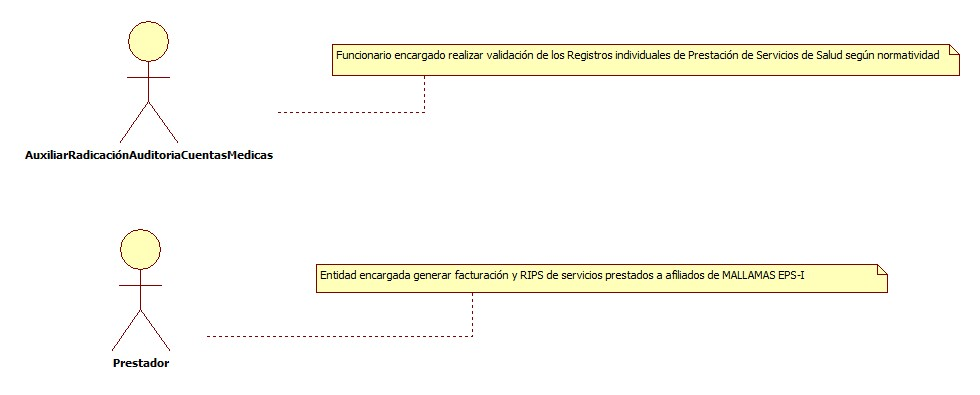 Funcionario encargado realizar validación de los Registros individuales de Prestación de Servicios de Salud según normatividad
AuxiliarRadicaciónAuditoriaCuentasMedicas
Entidad encargada generar facturación y RIPS de servicios prestados a afiliados de MALLAMAS EPS-I
Prestador